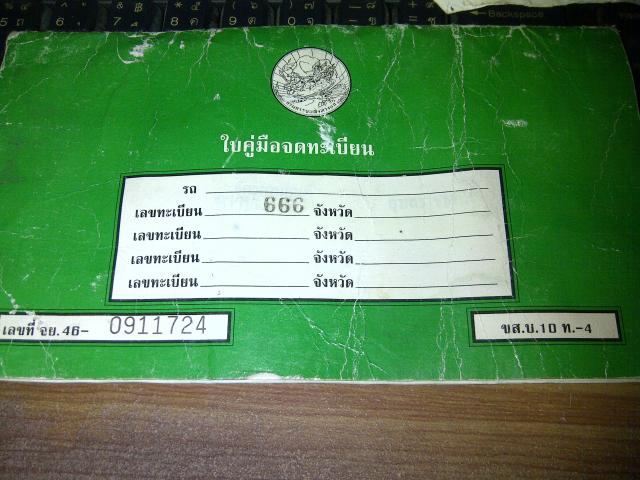 Backspace
ใบคู่มือจดทะเบียน
รถ
เลขทะเบียน 666 จังหวัด
เลขทะเบียน จังหวัด
เลขทะเบียน จังหวัด
เลขทะเบียน จังหวัด
เลขที่ จย.46- 0911724
ขส.บ.10 ท.-4